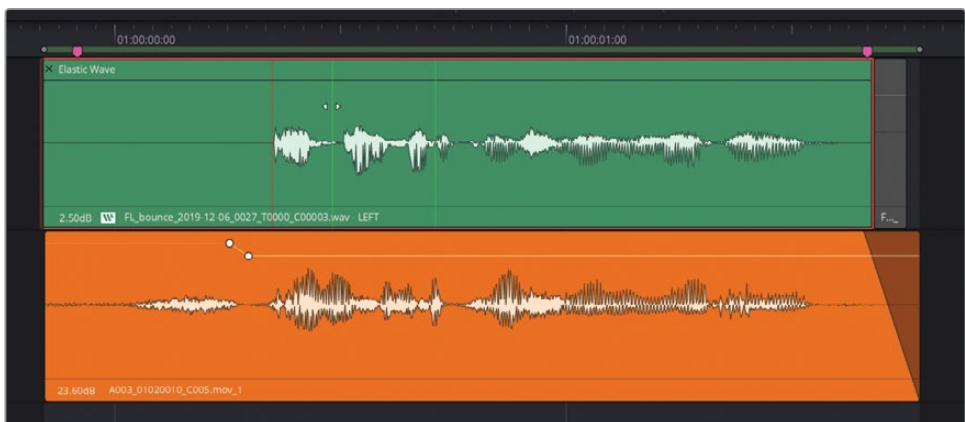 01:00:00:00
01:00:01:00
× Elastic Wave
2.50dB W FL_bounce_2019-12-06_0027_T0000_C00003.wav - LEFT
F..._
23.60dB A003_01020010_C005.mov_1